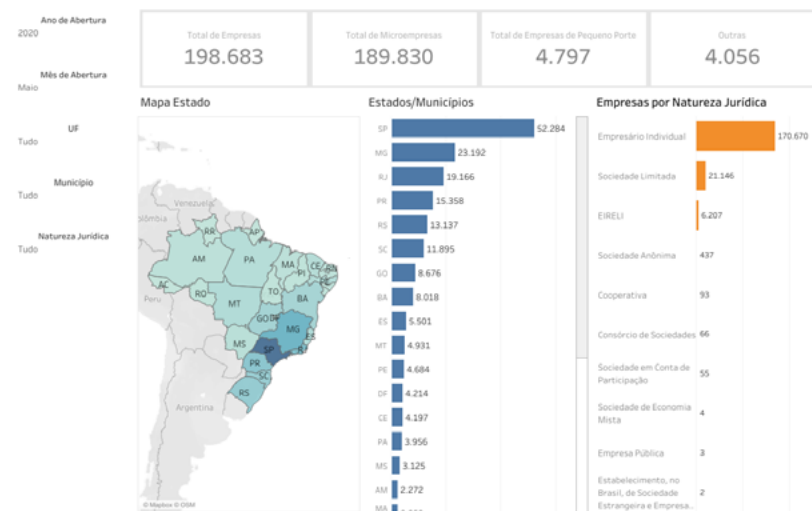 Ano de Abertura
2020
Mês de Abertura
Maio
UF
Tudo
Município
Tudo
Natureza Jurídica
Tudo
Total de Empresas
198.683
Total de Microempresas
189.830
Total de Empresas de Pequeno Porte
4.797
Outras
4.056
Mapa Estado
Venezuela
olômbia
RR
AP
AM
PA
MA
CE
RN
PI
AC
RO
TO
Peru
MT
BA
GO
DF
MG
ES
MS
SP
RJ
PR
SC
RS
Argentina
© Mapbox © OSM
Estados/Municípios
SP 52.284
MG 23.192
RJ 19.166
PR 15.358
RS 13.137
SC 11.895
GO 8.676
BA 8.018
ES 5.501
MT 4.931
PE 4.684
DF 4.214
CE 4.197
PA 3.956
MS 3.125
AM 2.272
MA
Empresas por Natureza Jurídica
Empresário Individual 170.670
Sociedade Limitada 21.146
EIRELI 6.207
Sociedade Anônima 437
Cooperativa 93
Consórcio de Sociedades 66
Sociedade em Conta de
Participação 55
Sociedade de Economia
Mista 4
Empresa Pública 3
Estabelecimento, no
Brasil, de Sociedade 2
Estrangeira e Empresa..